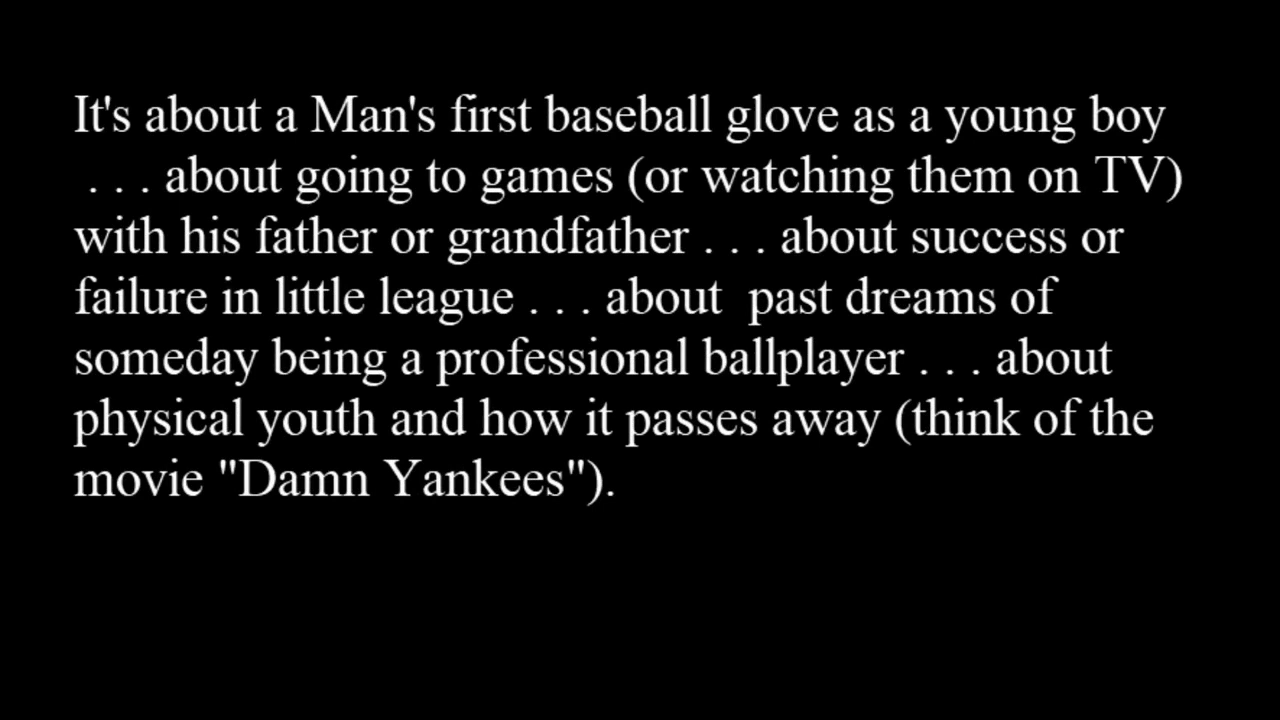 It's about a Man's first baseball glove as a young boy
. . . about going to games (or watching them on TV)
with his father or grandfather . . . about success or
failure in little league . . . about  past dreams of
someday being a professional ballplayer . . . about
physical youth and how it passes away (think of the
movie "Damn Yankees").